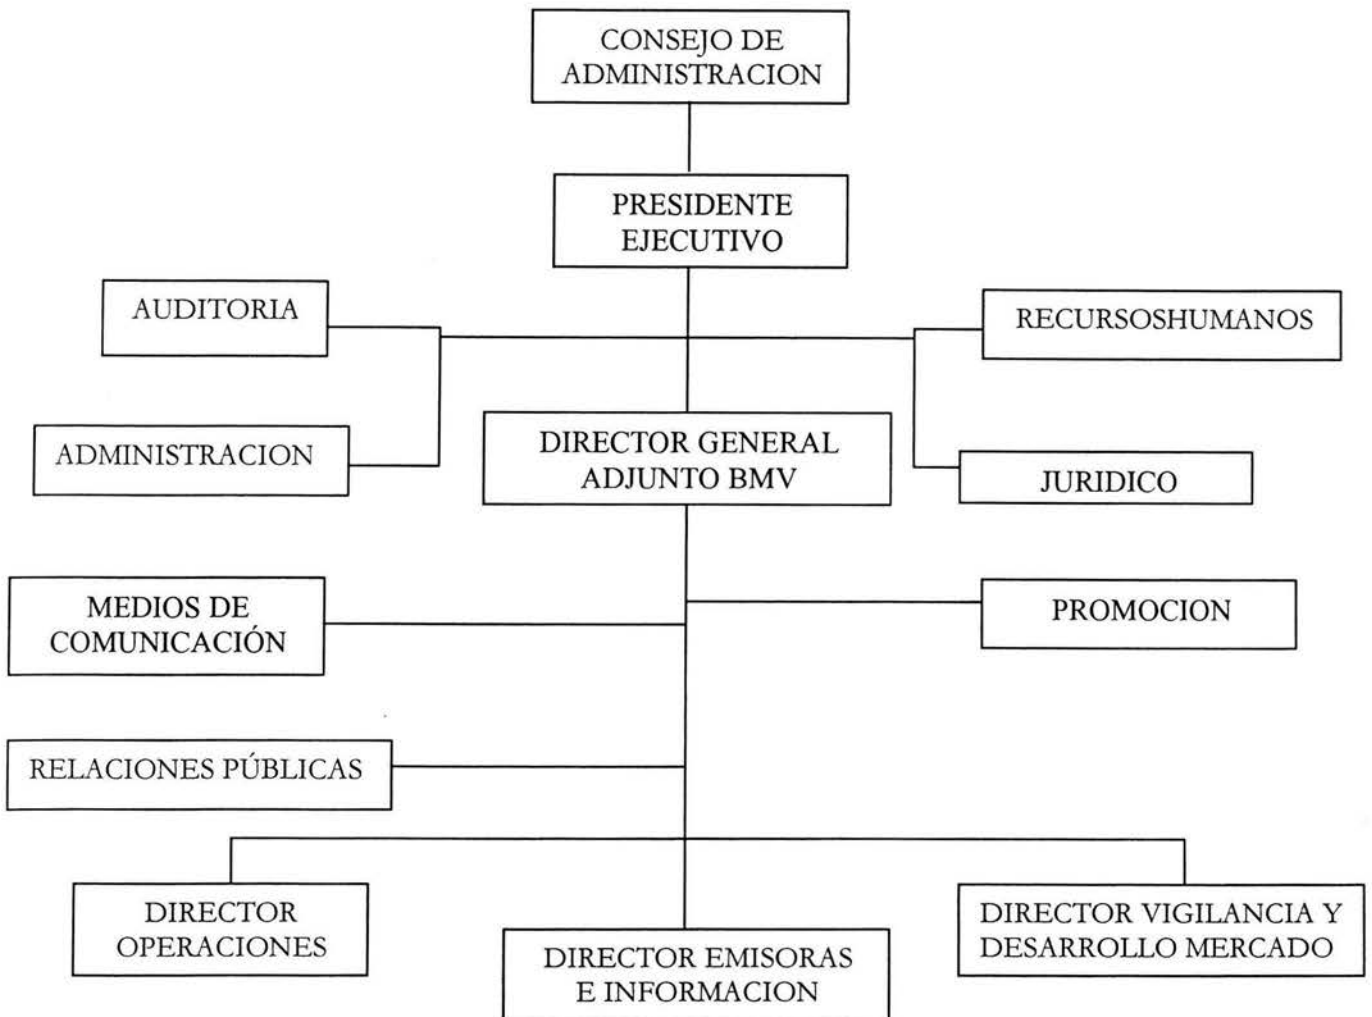 CONSEJO DE
ADMINISTRACION
PRESIDENTE
EJECUTIVO
AUDITORIA
RECURSOSHUMANOS
ADMINISTRACION
DIRECTOR GENERAL
ADJUNTO BMV
JURIDICO
MEDIOS DE
COMUNICACIÓN
PROMOCION
RELACIONES PÚBLICAS
DIRECTOR
OPERACIONES
DIRECTOR EMISORAS
E INFORMACION
DIRECTOR VIGILANCIA Y
DESARROLLO MERCADO